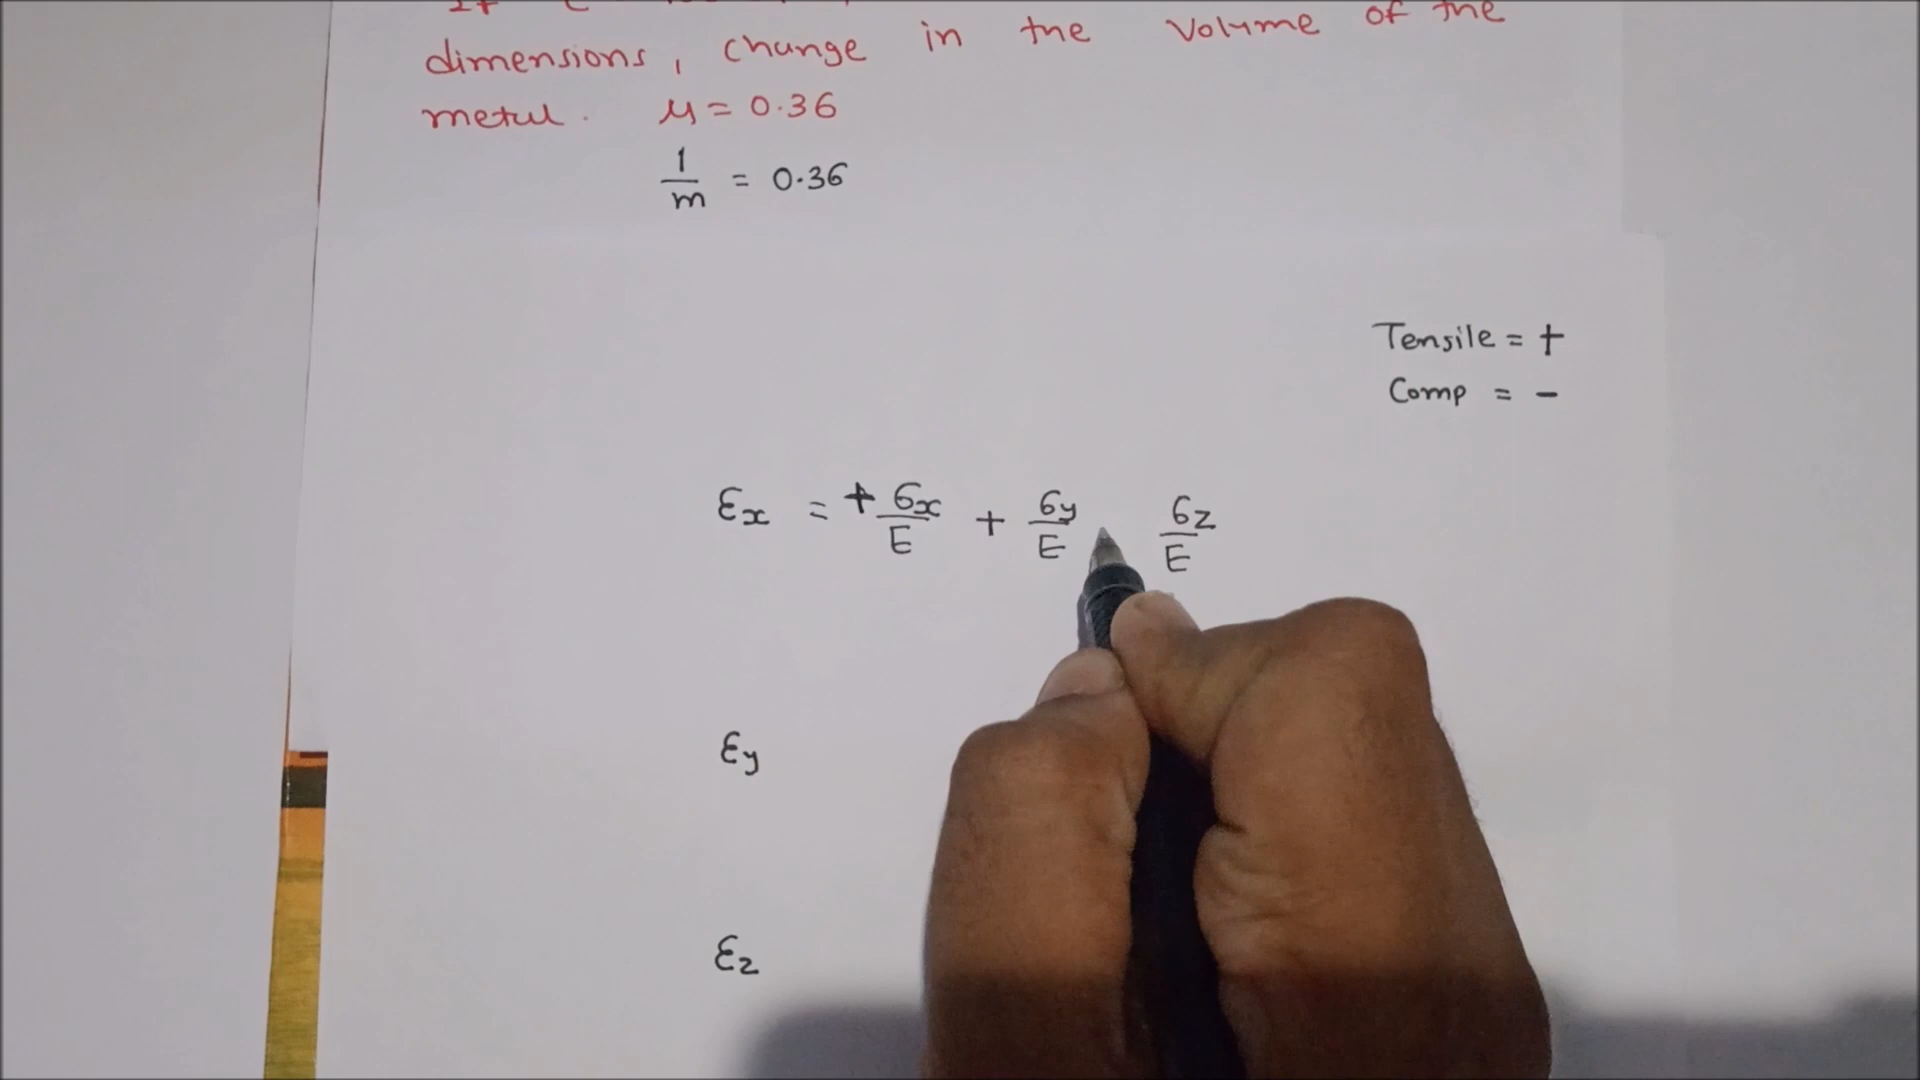 If
dimensions, change in the volume of the
metal. μ = 0.36
1/m = 0.36
Tensile = +
Comp = -
εx = + σx/E + σy/E σz/E
εy
εz